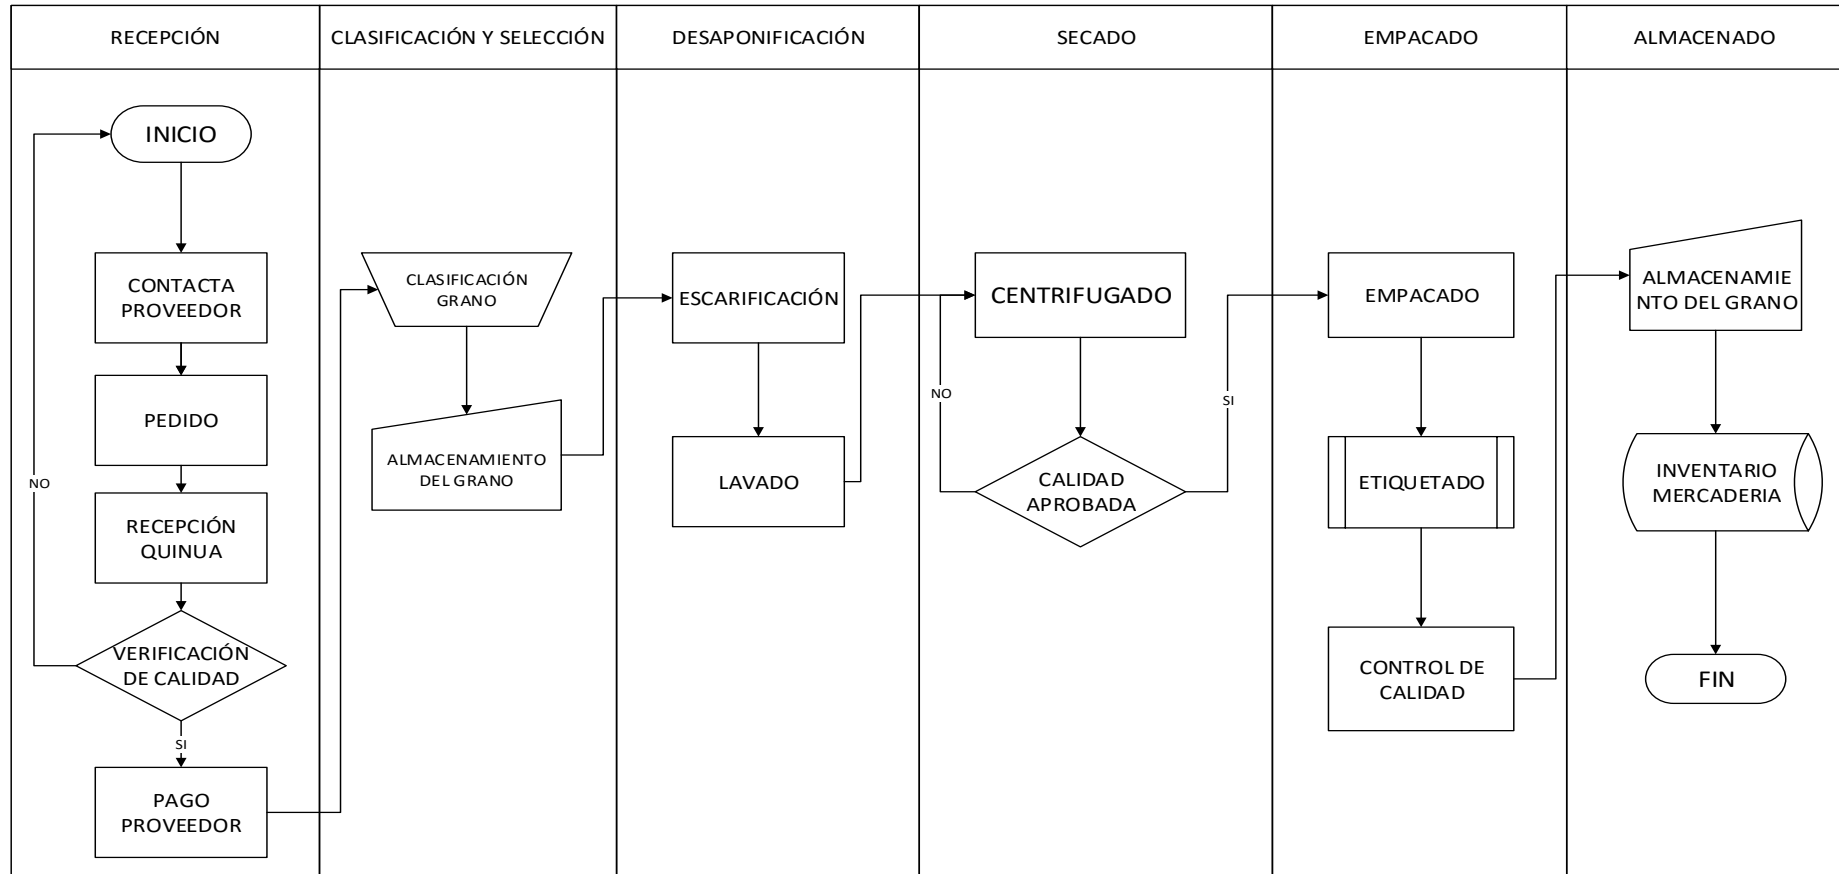 RECEPCIÓN
CLASIFICACIÓN Y SELECCIÓN
DESAPONIFICACIÓN
SECADO
EMPACADO
ALMACENADO
INICIO
CONTACTA
PROVEEDOR
PEDIDO
NO
RECEPCIÓN
QUINUA
VERIFICACIÓN
DE CALIDAD
SI
PAGO
PROVEEDOR
CLASIFICACIÓN
GRANO
ALMACENAMIENTO
DEL GRANO
ESCARIFICACIÓN
LAVADO
CENTRIFUGADO
NO
CALIDAD
APROBADA
SI
EMPACADO
ETIQUETADO
CONTROL DE
CALIDAD
ALMACENAMIE
NTO DEL GRANO
INVENTARIO
MERCADERIA
FIN